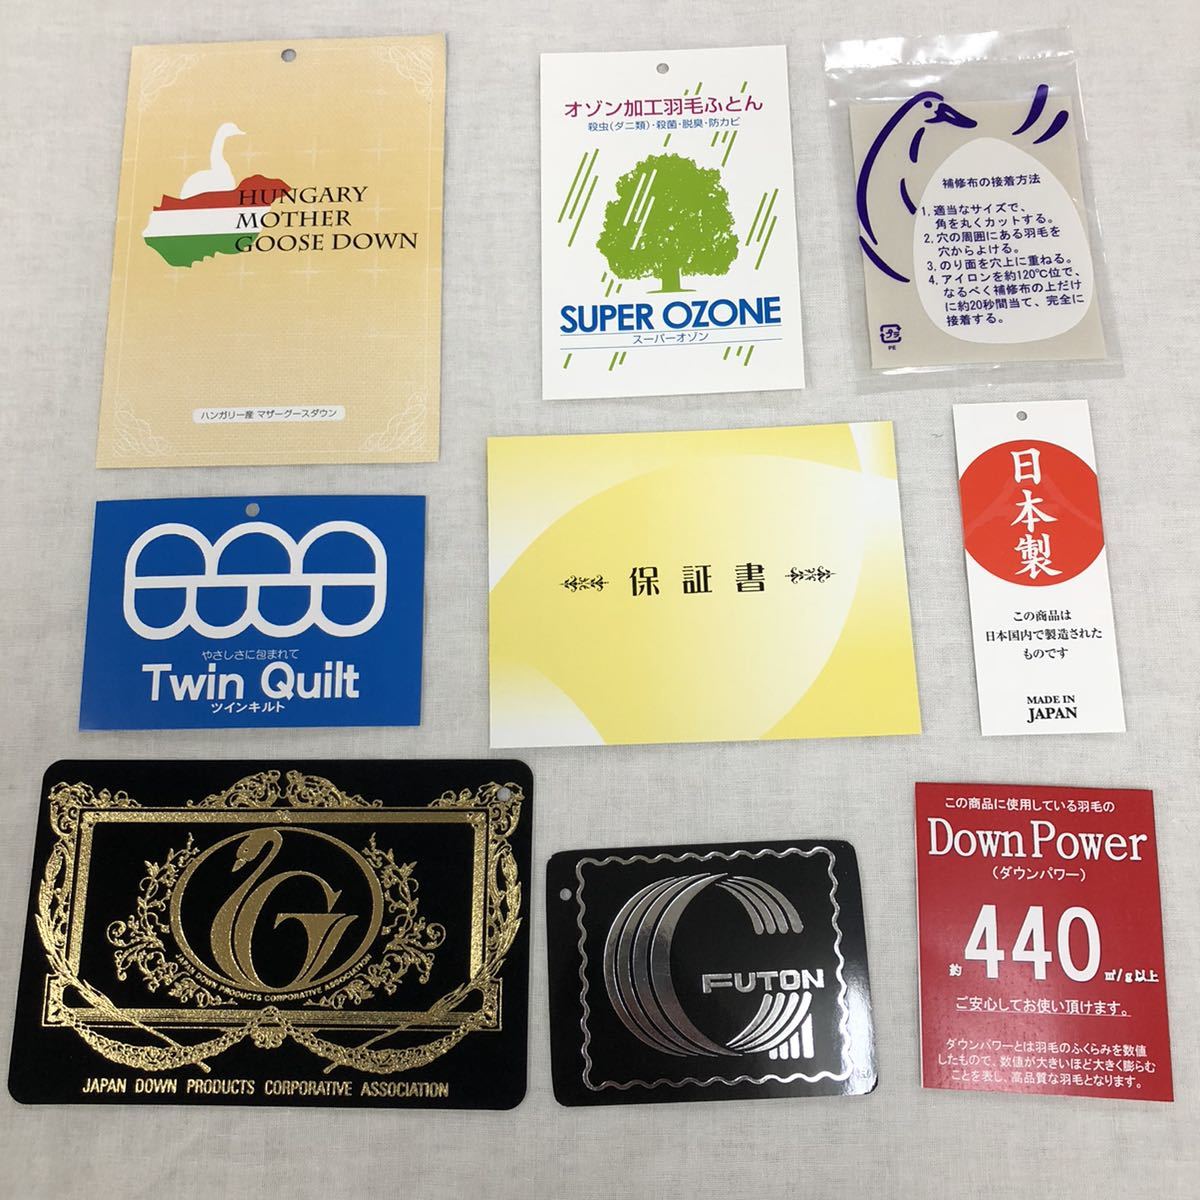 HUNGARY
MOTHER
GOOSE DOWN
ハンガリー産 マザーグースダウン
オゾン加工羽毛ふとん
殺虫(ダニ類)・殺菌・脱臭・防カビ
SUPER OZONE
スーパーオゾン
補修布の接着方法
1. 適当なサイズで、
角を丸くカットする。
2. 穴の周囲にある羽毛を
穴からよける。
3. のり面を穴上に重ねる。
4. アイロンを約120℃位で、
なるべく補修布の上だけ
に約20秒間当て、完全に
接着する。
プラ
PE
やさしさに包まれて
Twin Quilt
ツインキルト
保証書
日本製
この商品は
日本国内で製造された
ものです
MADE IN
JAPAN
G
JAPAN DOWN PRODUCTS CORPORATIVE ASSOCIATION
JAPAN DOWN PRODUCTS CORPORATIVE ASSOCIATION
FUTON
この商品に使用している羽毛の
Down Power
(ダウンパワー)
約440㎥/g以上
ご安心してお使い頂けます。
ダウンパワーとは羽毛のふくらみを数値
したもので、数値が大きいほど大きく膨らむ
ことを表し、高品質な羽毛となります。